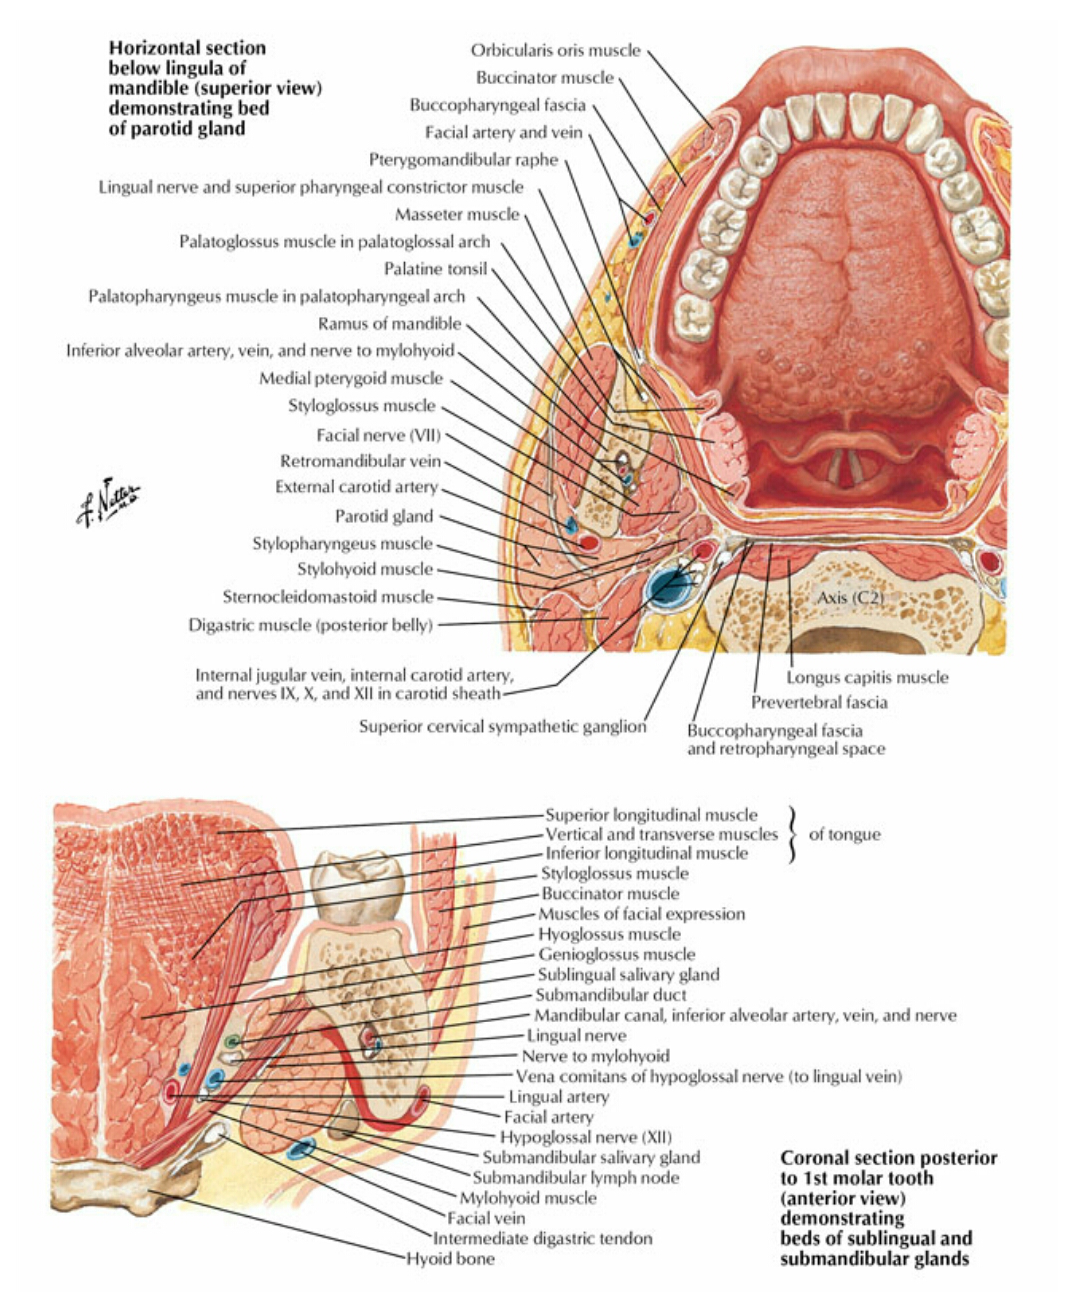 Horizontal section
below lingula of
mandible (superior view)
demonstrating bed
of parotid gland
Orbicularis oris muscle
Buccinator muscle
Buccopharyngeal fascia
Facial artery and vein
Pterygomandibular raphe
Lingual nerve and superior pharyngeal constrictor muscle
Masseter muscle
Palatoglossus muscle in palatoglossal arch
Palatine tonsil
Palatopharyngeus muscle in palatopharyngeal arch
Ramus of mandible
Inferior alveolar artery, vein, and nerve to mylohyoid
Medial pterygoid muscle
Styloglossus muscle
Facial nerve (VII)
Retromandibular vein
External carotid artery
Parotid gland
Stylopharyngeus muscle
Stylohyoid muscle
Sternocleidomastoid muscle
Digastric muscle (posterior belly)
Internal jugular vein, internal carotid artery,
and nerves IX, X, and XII in carotid sheath
Superior cervical sympathetic ganglion
Axis (C2)
Longus capitis muscle
Prevertebral fascia
Buccopharyngeal fascia
and retropharyngeal space
F. Netter
M.D.
Superior longitudinal muscle
Vertical and transverse muscles
Inferior longitudinal muscle
of tongue
Styloglossus muscle
Buccinator muscle
Muscles of facial expression
Hyoglossus muscle
Genioglossus muscle
Sublingual salivary gland
Submandibular duct
Mandibular canal, inferior alveolar artery, vein, and nerve
Lingual nerve
Nerve to mylohyoid
Vena comitans of hypoglossal nerve (to lingual vein)
Lingual artery
Facial artery
Hypoglossal nerve (XII)
Submandibular salivary gland
Submandibular lymph node
Mylohyoid muscle
Facial vein
Intermediate digastric tendon
Hyoid bone
Coronal section posterior
to 1st molar tooth
(anterior view)
demonstrating
beds of sublingual and
submandibular glands